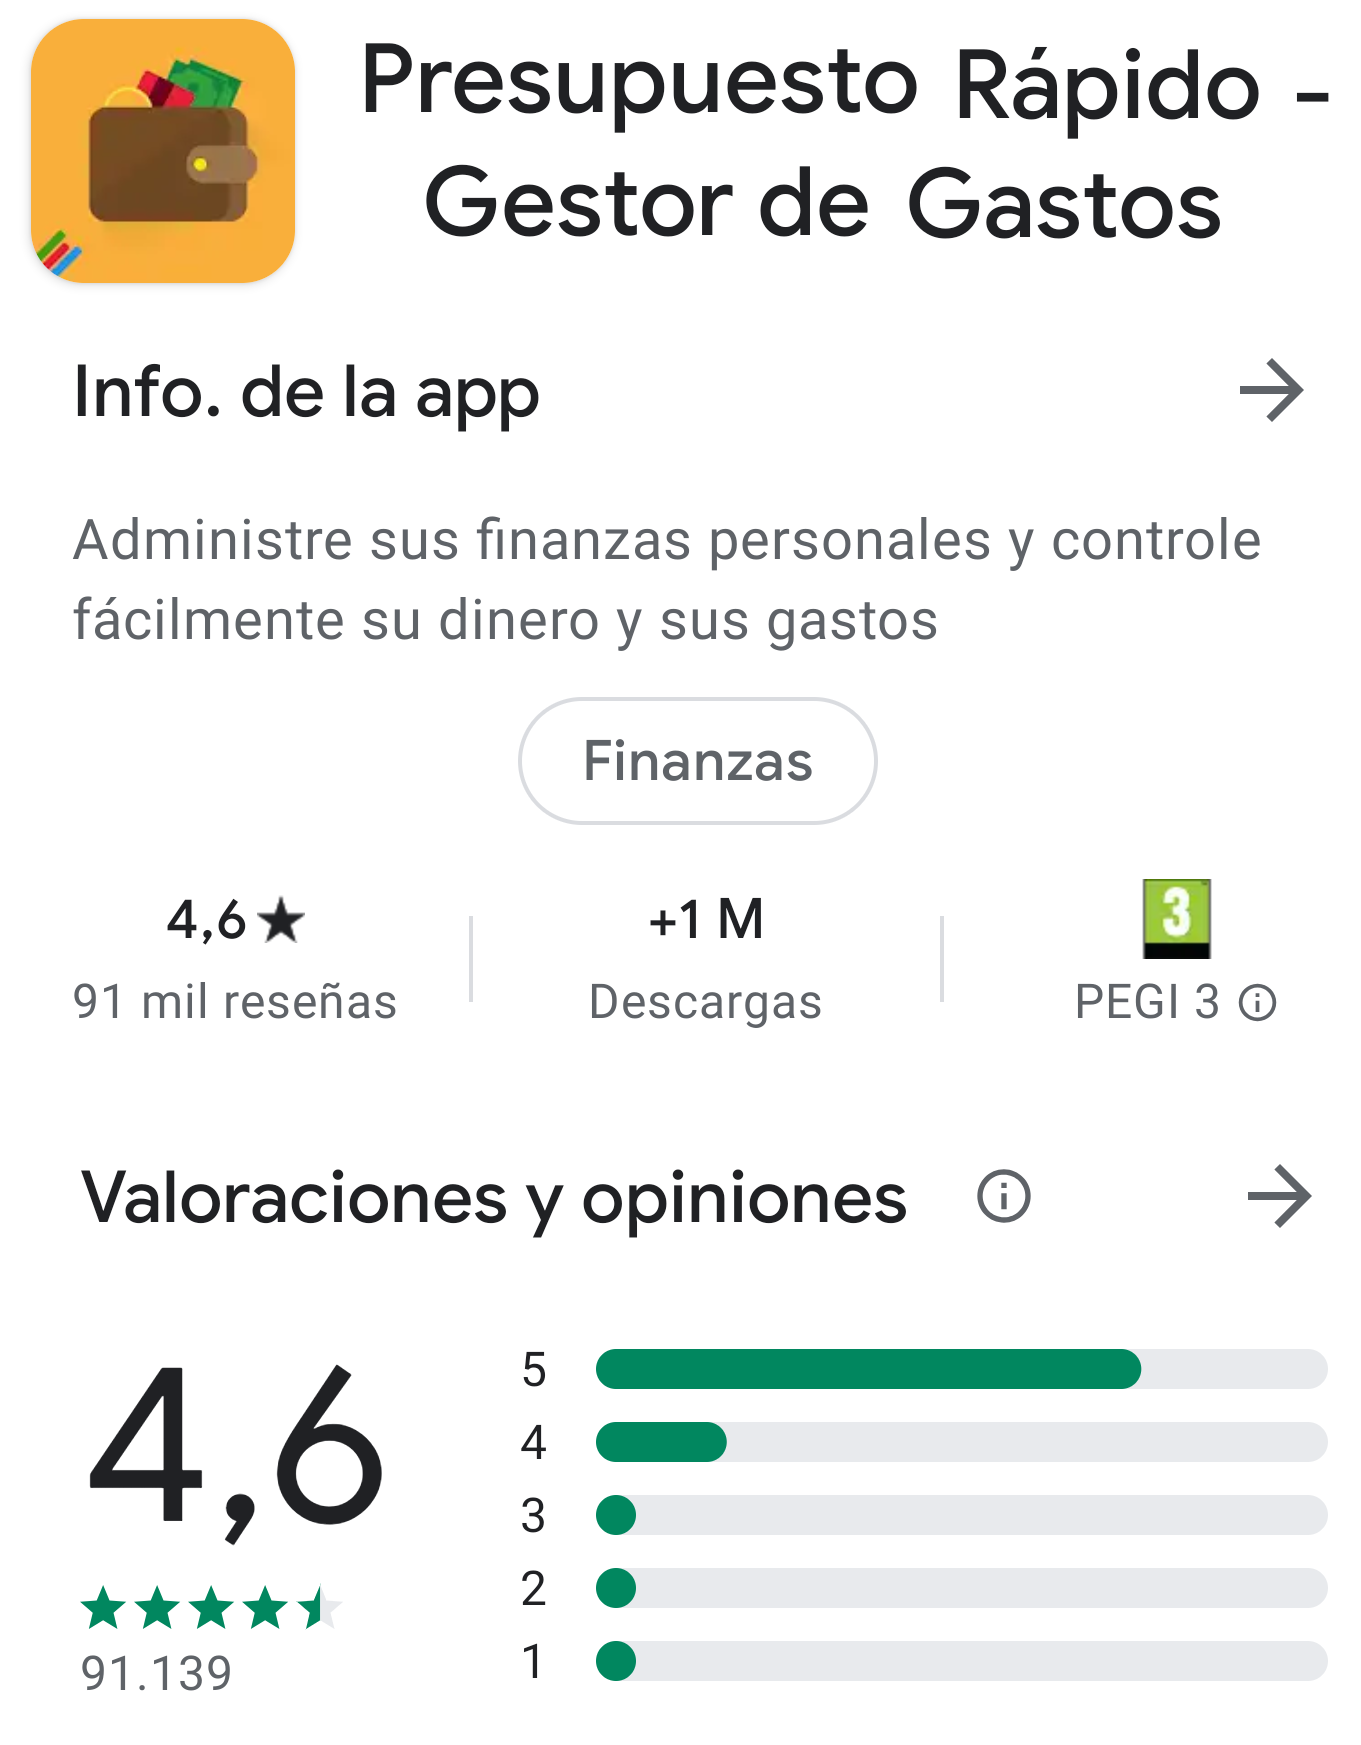 Presupuesto Rápido -
Gestor de Gastos
Info. de la app
Administre sus finanzas personales y controle
fácilmente su dinero y sus gastos
Finanzas
4,6★
91 mil reseñas
+1 M
Descargas
3
PEGI 3
Valoraciones y opiniones
4,6
91.139
5
4
3
2
1